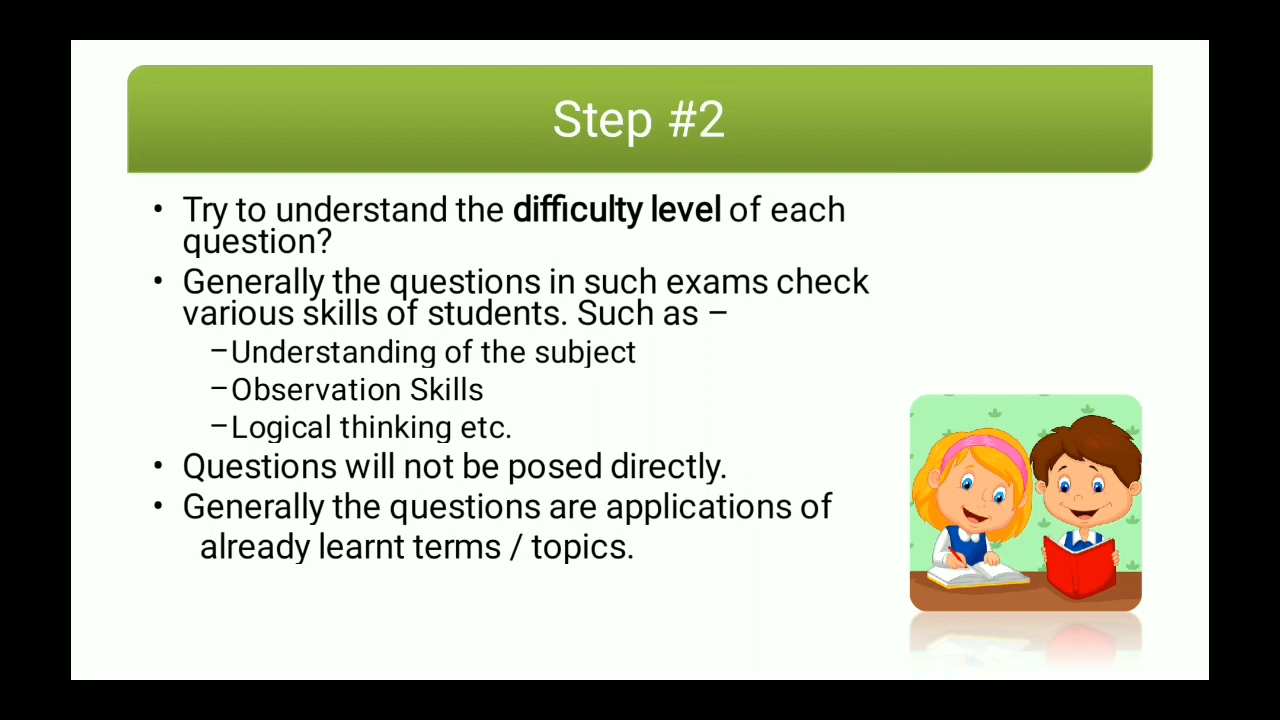 Step #2
• Try to understand the difficulty level of each
question?
• Generally the questions in such exams check
various skills of students. Such as –
–Understanding of the subject
–Observation Skills
–Logical thinking etc.
• Questions will not be posed directly.
• Generally the questions are applications of
already learnt terms / topics.